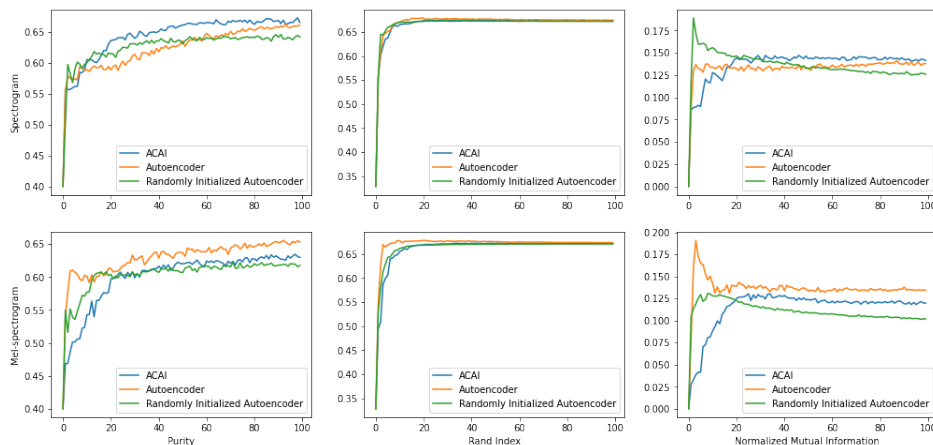 Spectrogram
0.65
0.60
0.55
0.50
0.45
0.40
0 20 40 60 80 100
ACAI
Autoencoder
Randomly Initialized Autoencoder
0.65
0.60
0.55
0.50
0.45
0.40
0.35
0 20 40 60 80 100
ACAI
Autoencoder
Randomly Initialized Autoencoder
0.175
0.150
0.125
0.100
0.075
0.050
0.025
0.000
0 20 40 60 80 100
ACAI
Autoencoder
Randomly Initialized Autoencoder
Mel-spectrogram
0.65
0.60
0.55
0.50
0.45
0.40
0 20 40 60 80 100
Purity
ACAI
Autoencoder
Randomly Initialized Autoencoder
0.65
0.60
0.55
0.50
0.45
0.40
0.35
0 20 40 60 80 100
Rand Index
ACAI
Autoencoder
Randomly Initialized Autoencoder
0.200
0.175
0.150
0.125
0.100
0.075
0.050
0.025
0.000
0 20 40 60 80 100
Normalized Mutual Information
ACAI
Autoencoder
Randomly Initialized Autoencoder